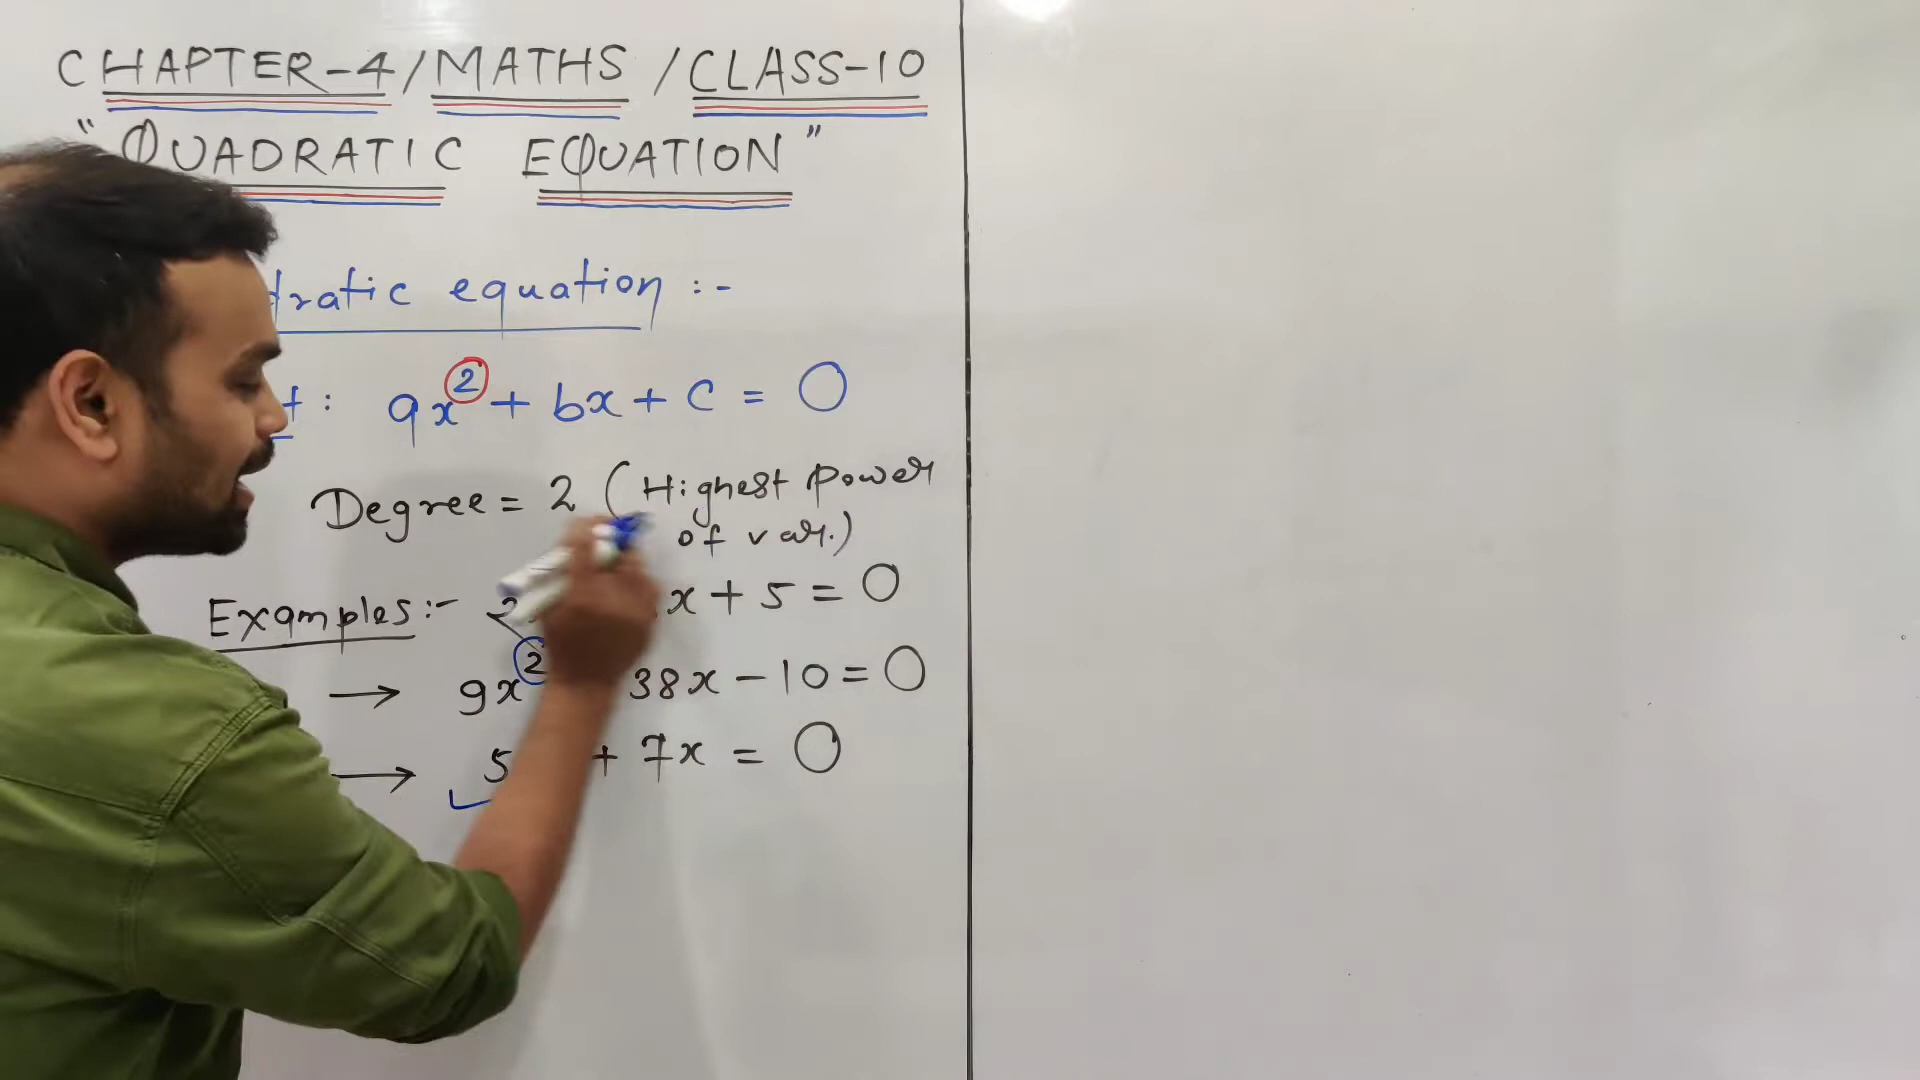 CHAPTER-4/MATHS/CLASS-10
"QUADRATIC EQUATION"
equation :-
: ax² + bx + c = 0
Degree = 2 (Highest power
of var.)
Examples:- x + 5 = 0
→ 9x² 38x - 10 = 0
→ 5 + 7x = 0